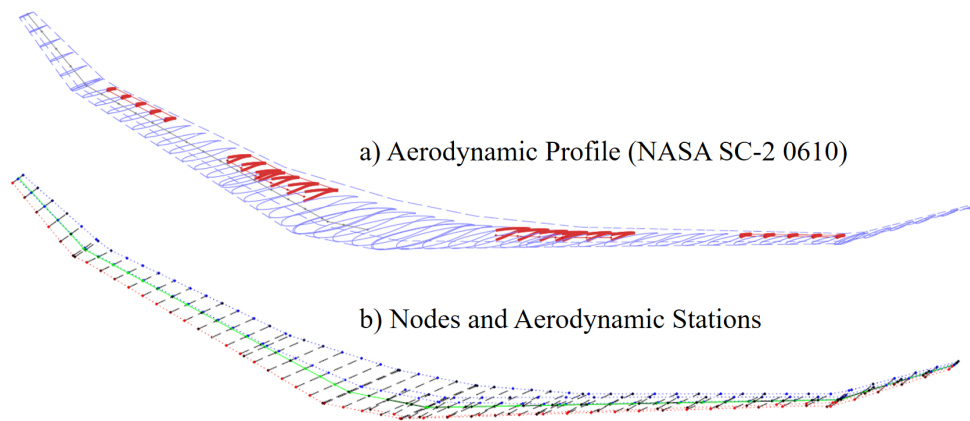 a) Aerodynamic Profile (NASA SC-2 0610)
b) Nodes and Aerodynamic Stations